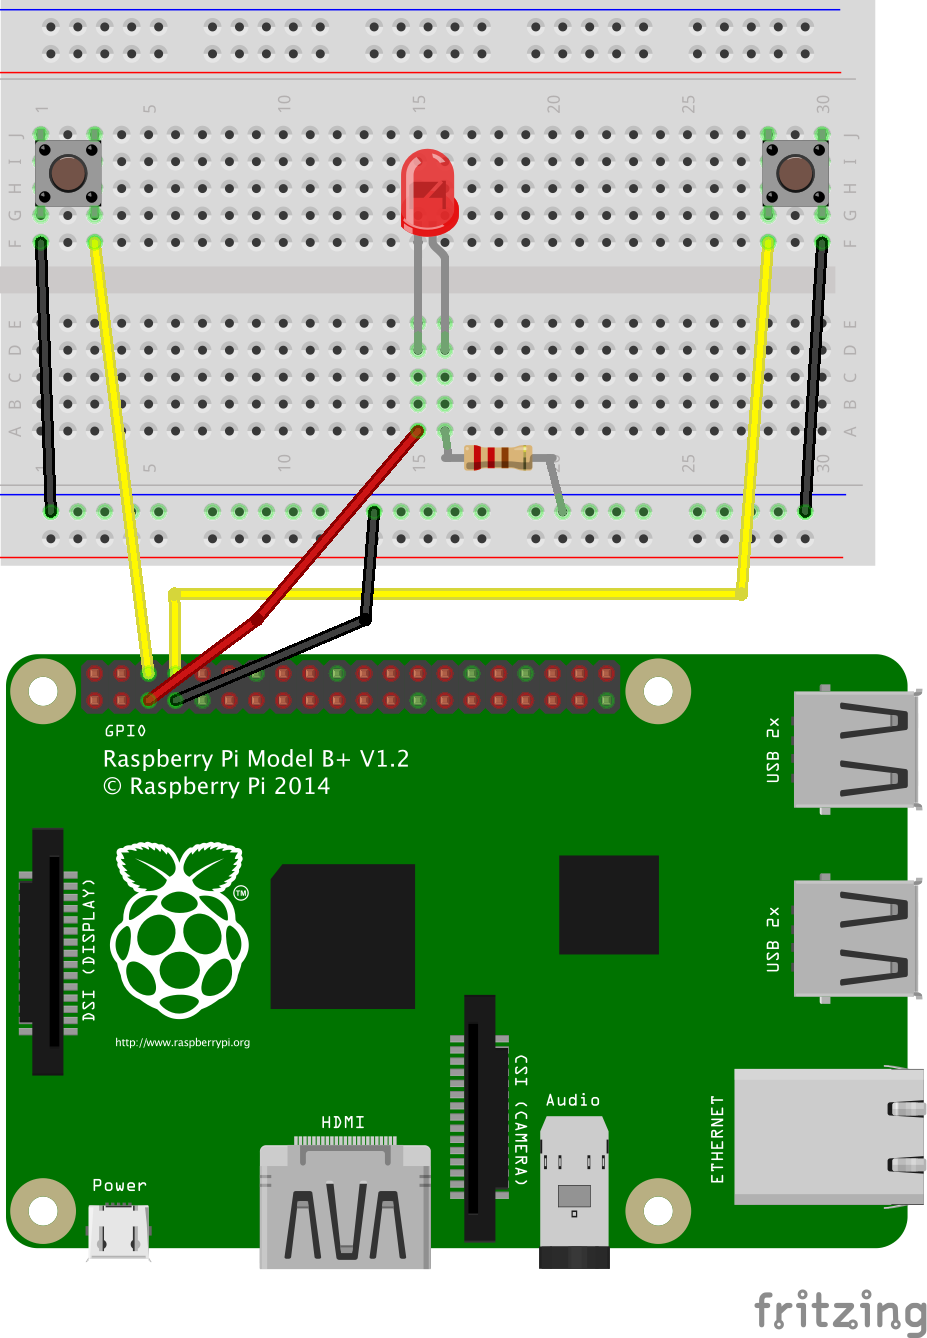 1 5 10 15 20 25 30
J J
I I
H H
G G
F F
E E
D D
C C
B B
A A
1 5 10 15 20 25 30
GPIO
Raspberry Pi Model B+ V1.2
© Raspberry Pi 2014
USB 2x
DSI (DISPLAY)
TM
USB 2x
http://www.raspberrypi.org
CSI (CAMERA)
Audio
ETHERNET
HDMI
Power
fritzing